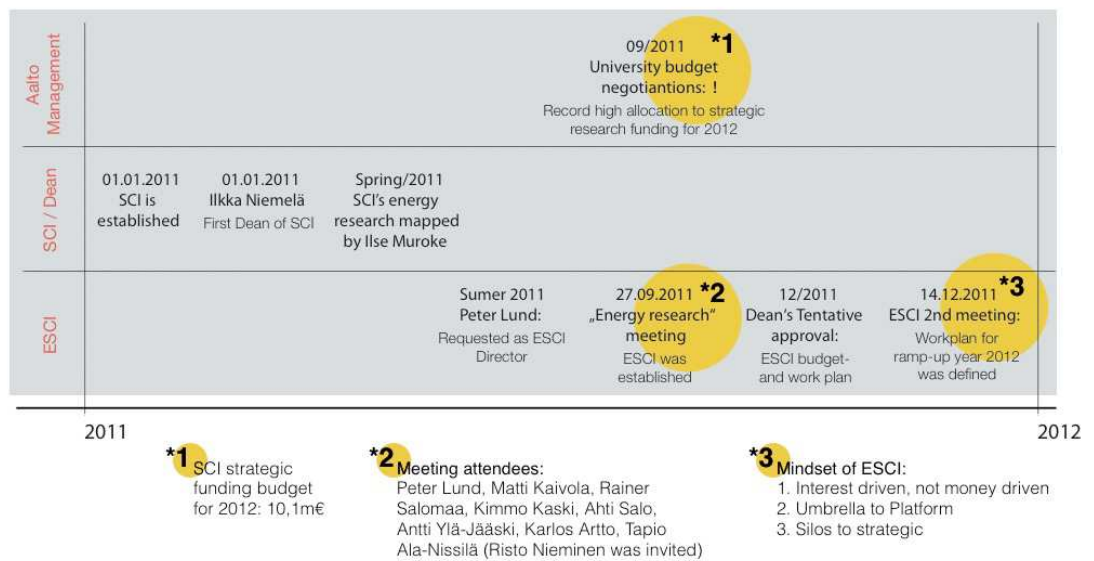 Aalto
Management
09/2011 *1
University budget
negotiantions: !
Record high allocation to strategic
research funding for 2012
SCI / Dean
01.01.2011
SCI is
established
01.01.2011
Ilkka Niemelä
First Dean of SCI
Spring/2011
SCI's energy
research mapped
by Ilse Muroke
ESCI
Sumer 2011
Peter Lund:
Requested as ESCI
Director
27.09.2011 *2
„Energy research“
meeting
ESCI was
established
12/2011
Dean's Tentative
approval:
ESCI budget-
and work plan
14.12.2011 *3
ESCI 2nd meeting:
Workplan for
ramp-up year 2012
was defined
2011
2012
*1
SCI strategic
funding budget
for 2012: 10,1m€
*2
Meeting attendees:
Peter Lund, Matti Kaivola, Rainer
Salomaa, Kimmo Kaski, Ahti Salo,
Antti Ylä-Jääski, Karlos Artto, Tapio
Ala-Nissilä (Risto Nieminen was invited)
*3
Mindset of ESCI:
1. Interest driven, not money driven
2. Umbrella to Platform
3. Silos to strategic